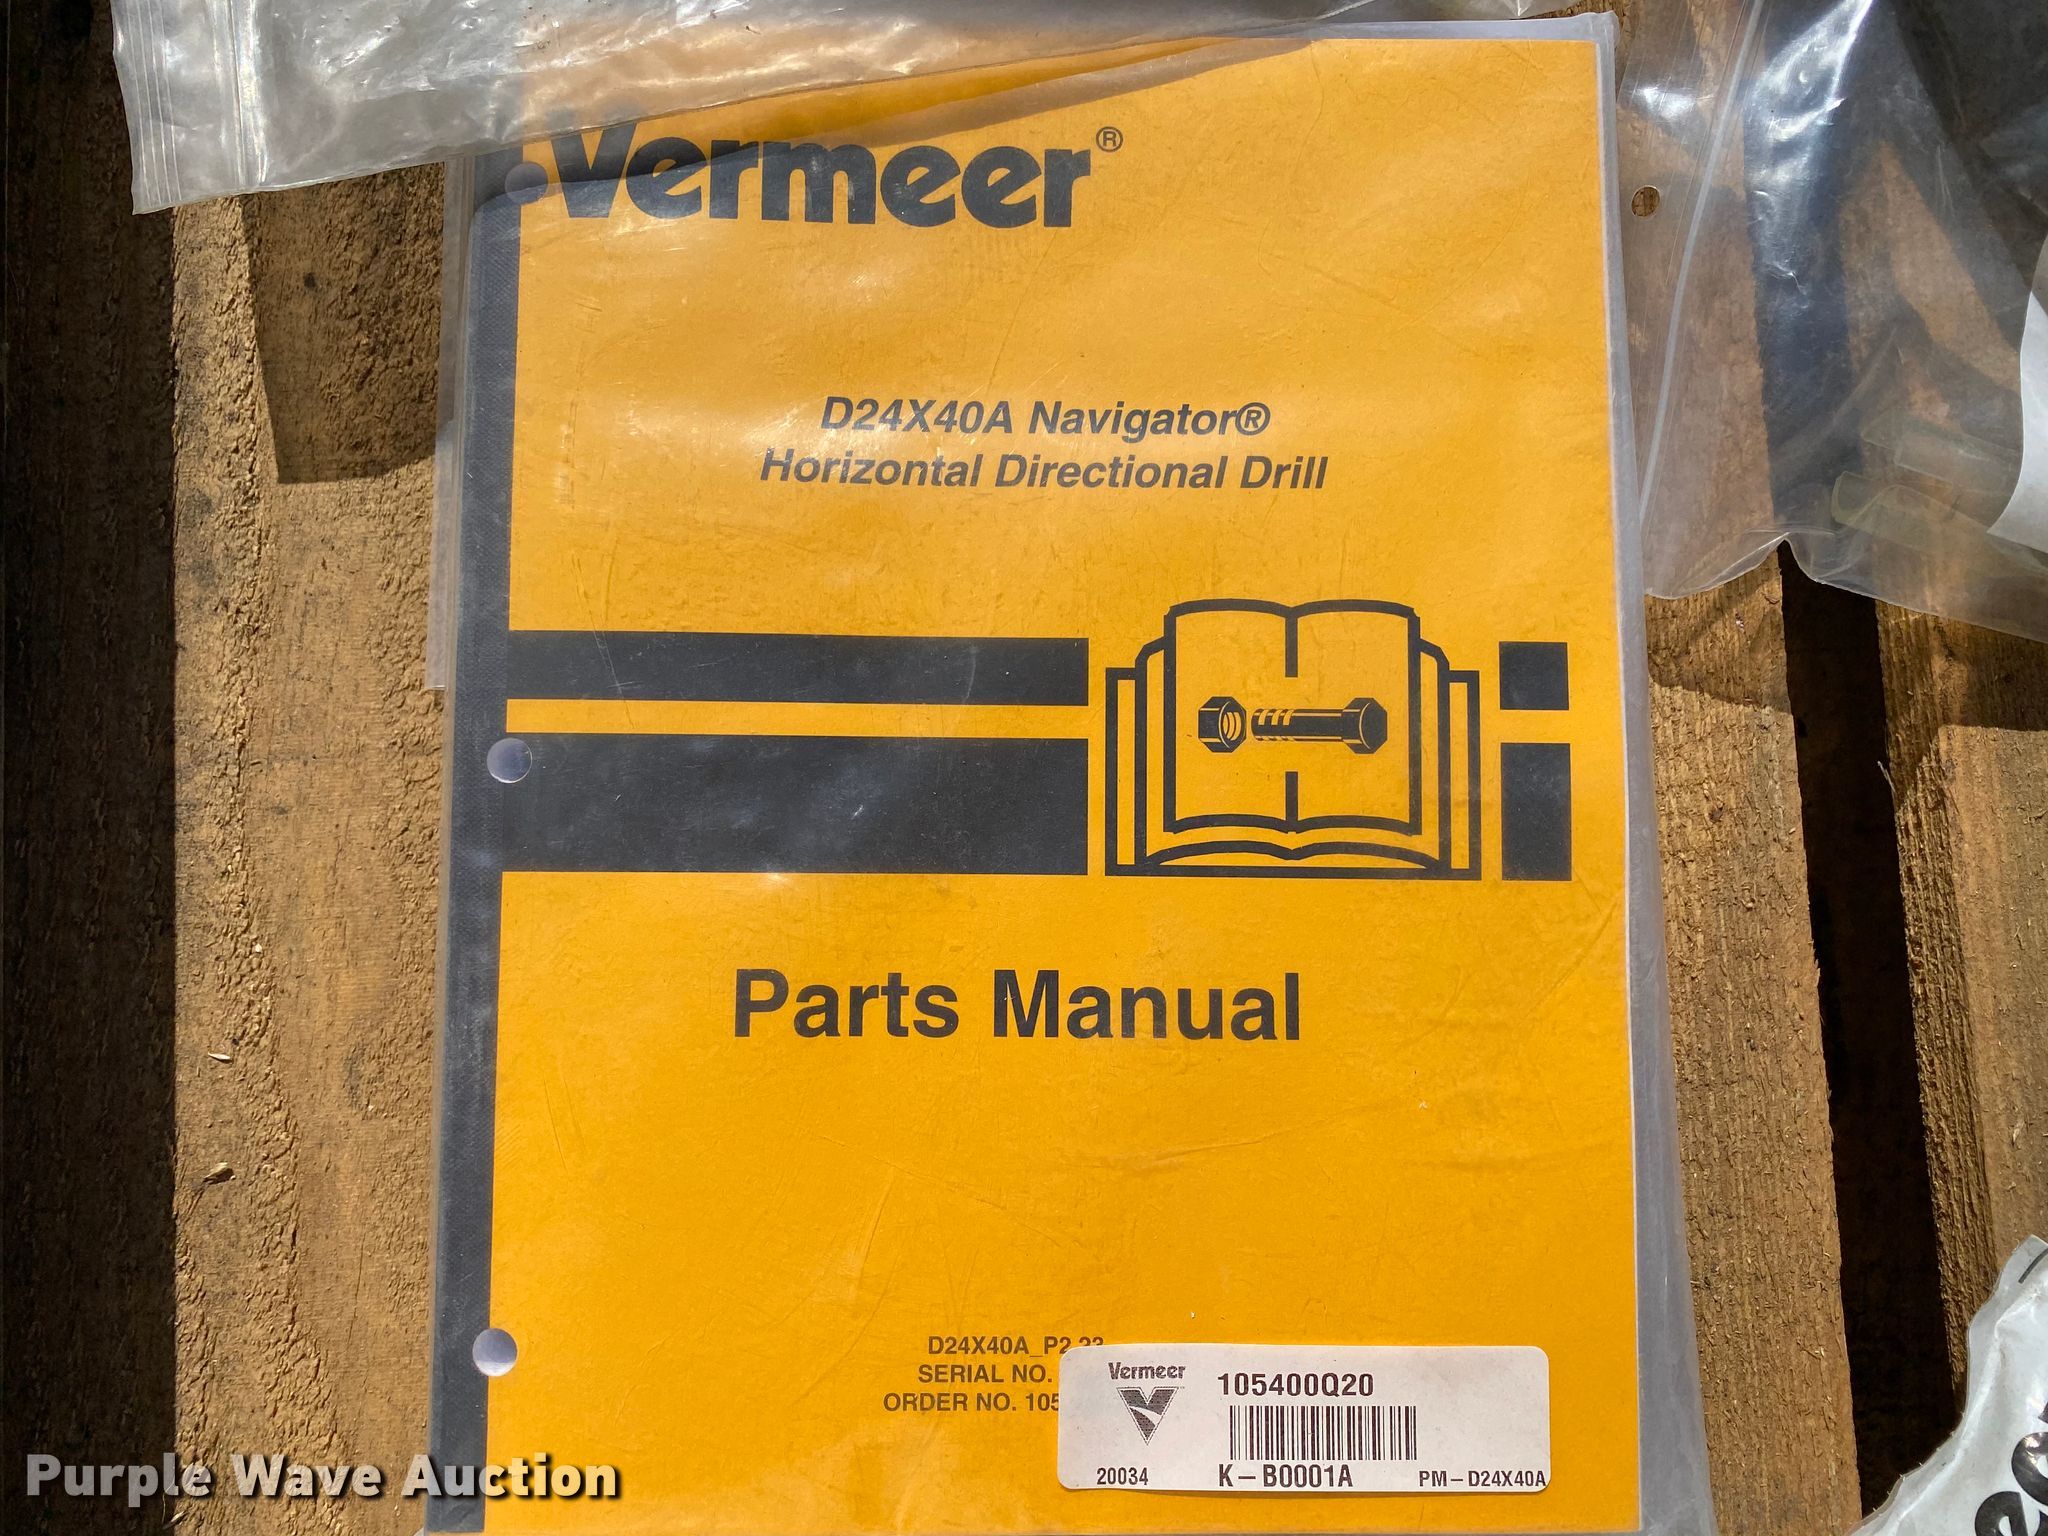 Vermeer®
D24X40A Navigator®
Horizontal Directional Drill
Parts Manual
D24X40A_P2
SERIAL NO.
ORDER NO. 105
Vermeer
105400Q20
20034
K-B0001A
PM-D24X40A
Purple Wave Auction